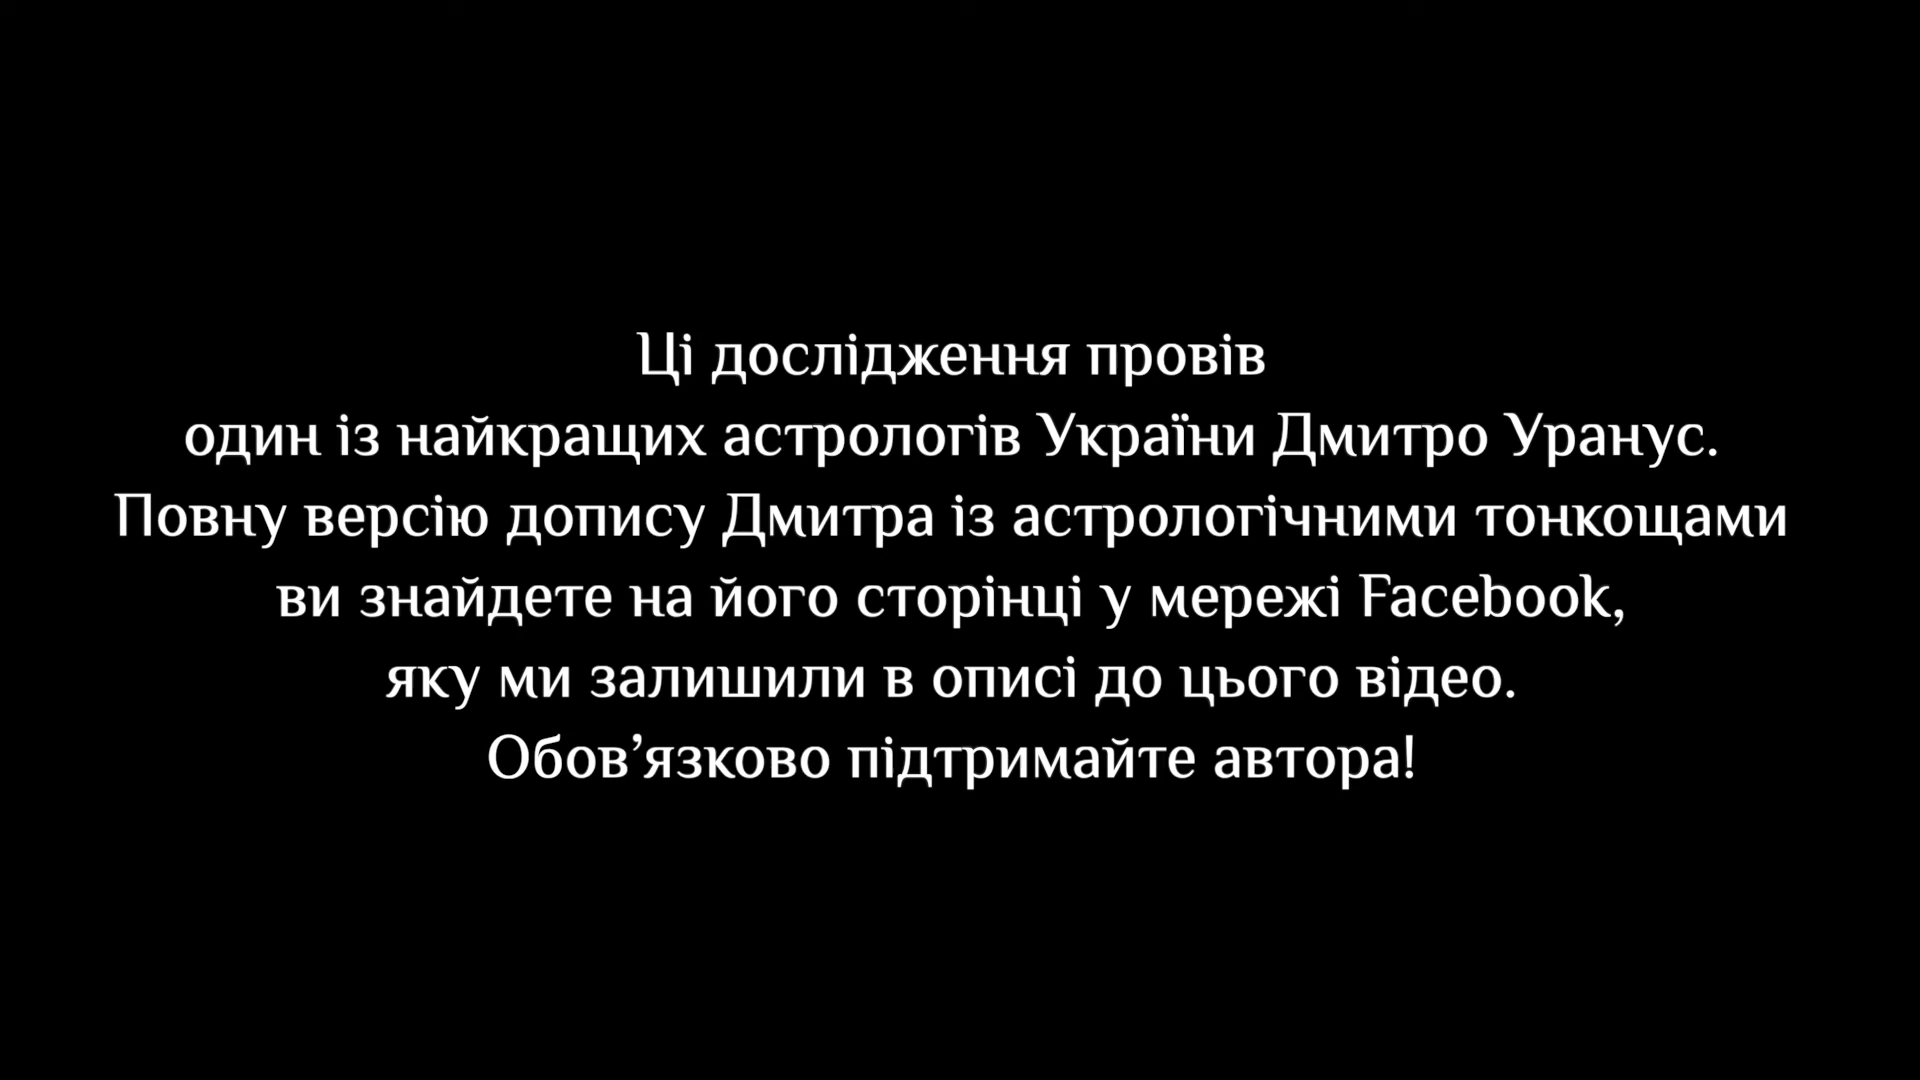 Ці дослідження провів
один із найкращих астрологів України Дмитро Уранус.
Повну версію допису Дмитра із астрологічними тонкощами
ви знайдете на його сторінці у мережі Facebook,
яку ми залишили в описі до цього відео.
Обов’язково підтримайте автора!